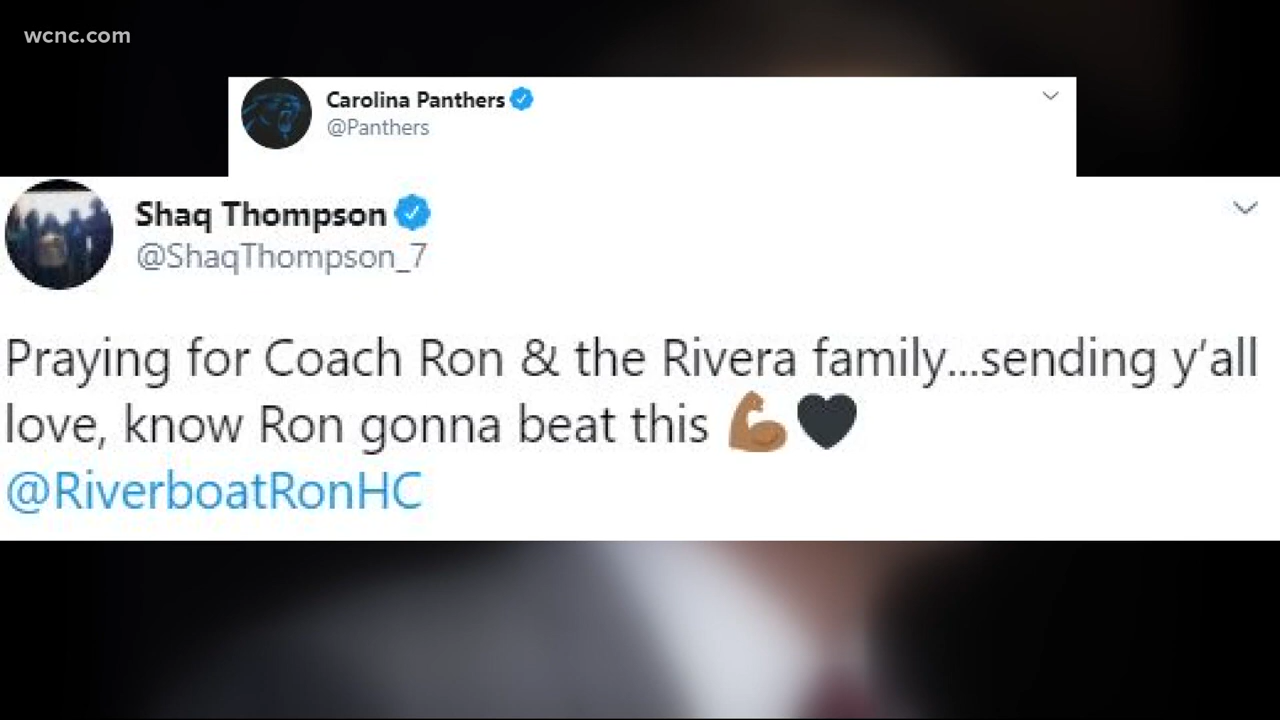 wcnc.com
Carolina Panthers
@Panthers
Shaq Thompson
@ShaqThompson_7
Praying for Coach Ron & the Rivera family...sending y'all
love, know Ron gonna beat this 💪🏾🖤
@RiverboatRonHC